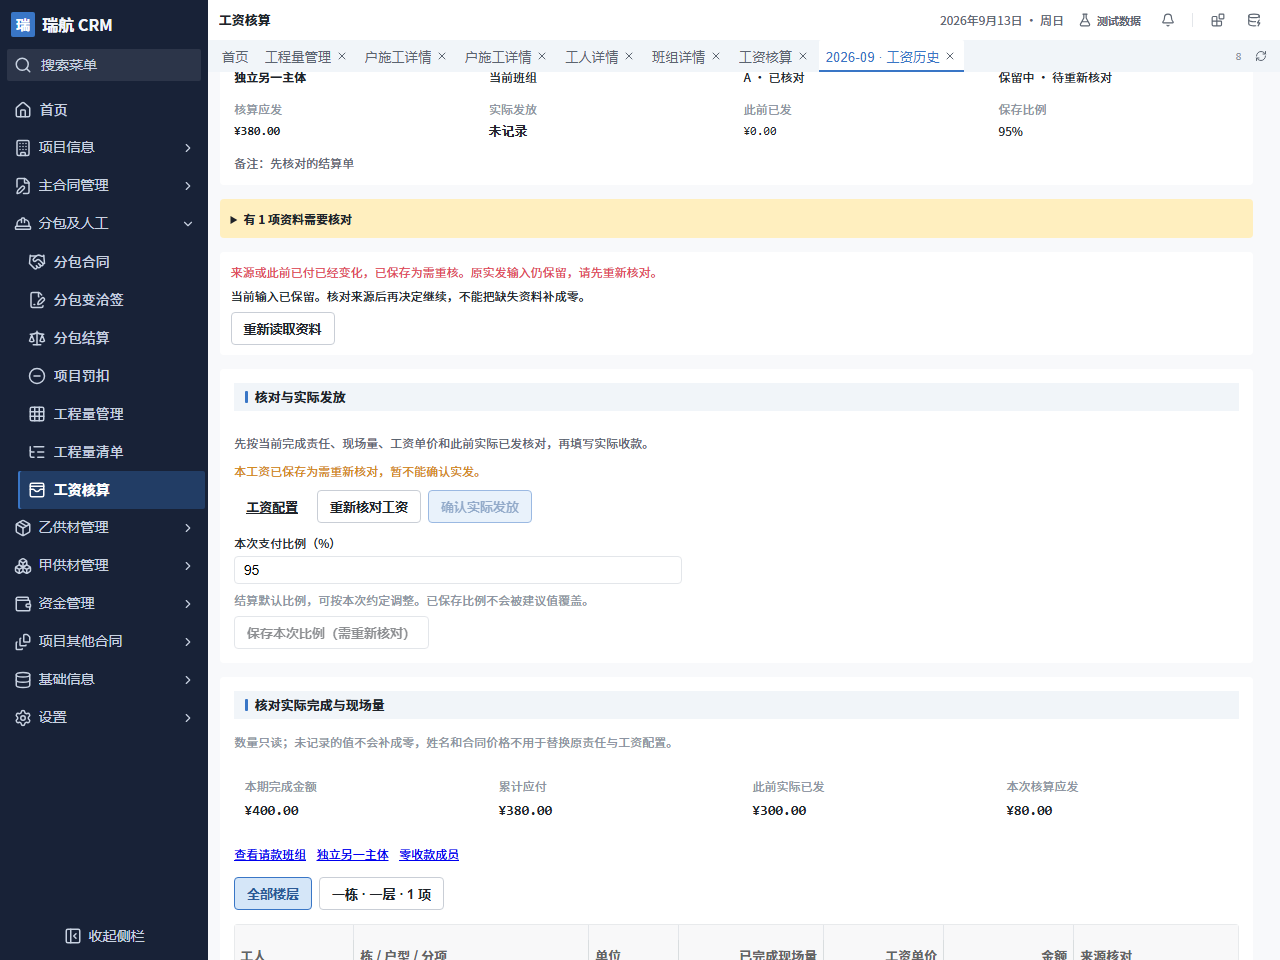 瑞 瑞航 CRM
搜索菜单
首页
项目信息
主合同管理
分包及人工
分包合同
分包变洽签
分包结算
项目罚扣
工程量管理
工程量清单
工资核算
乙供材管理
甲供材管理
资金管理
项目其他合同
基础信息
设置
收起侧栏
工资核算
2026年9月13日 · 周日 测试数据
首页 工程量管理 户施工详情 户施工详情 工人详情 班组详情 工资核算 2026-09 · 工资历史 8
独立另一主体 当前班组 A · 已核对 保留中 · 待重新核对
核算应发 实际发放 此前已发 保存比例
¥380.00 未记录 ¥0.00 95%
备注：先核对的结算单
有 1 项资料需要核对
来源或此前已付已经变化，已保存为需重核。原实发输入仍保留，请先重新核对。
当前输入已保留。核对来源后再决定继续，不能把缺失资料补成零。
重新读取资料
核对与实际发放
先按当前完成责任、现场量、工资单价和此前实际已发核对，再填写实际收款。
本工资已保存为需重新核对，暂不能确认实发。
工资配置 重新核对工资 确认实际发放
本次支付比例（%）
95
结算默认比例，可按本次约定调整。已保存比例不会被建议值覆盖。
保存本次比例（需重新核对）
核对实际完成与现场量
数量只读；未记录的值不会补成零，姓名和合同价格不用于替换原责任与工资配置。
本期完成金额 累计应付 此前实际已发 本次核算应发
¥400.00 ¥380.00 ¥300.00 ¥80.00
查看请款班组 独立另一主体 零收款成员
全部楼层 一栋 · 一层 · 1 项
工人 栋 / 户型 / 分项 单位 已完成现场量 工资单价 金额 来源核对